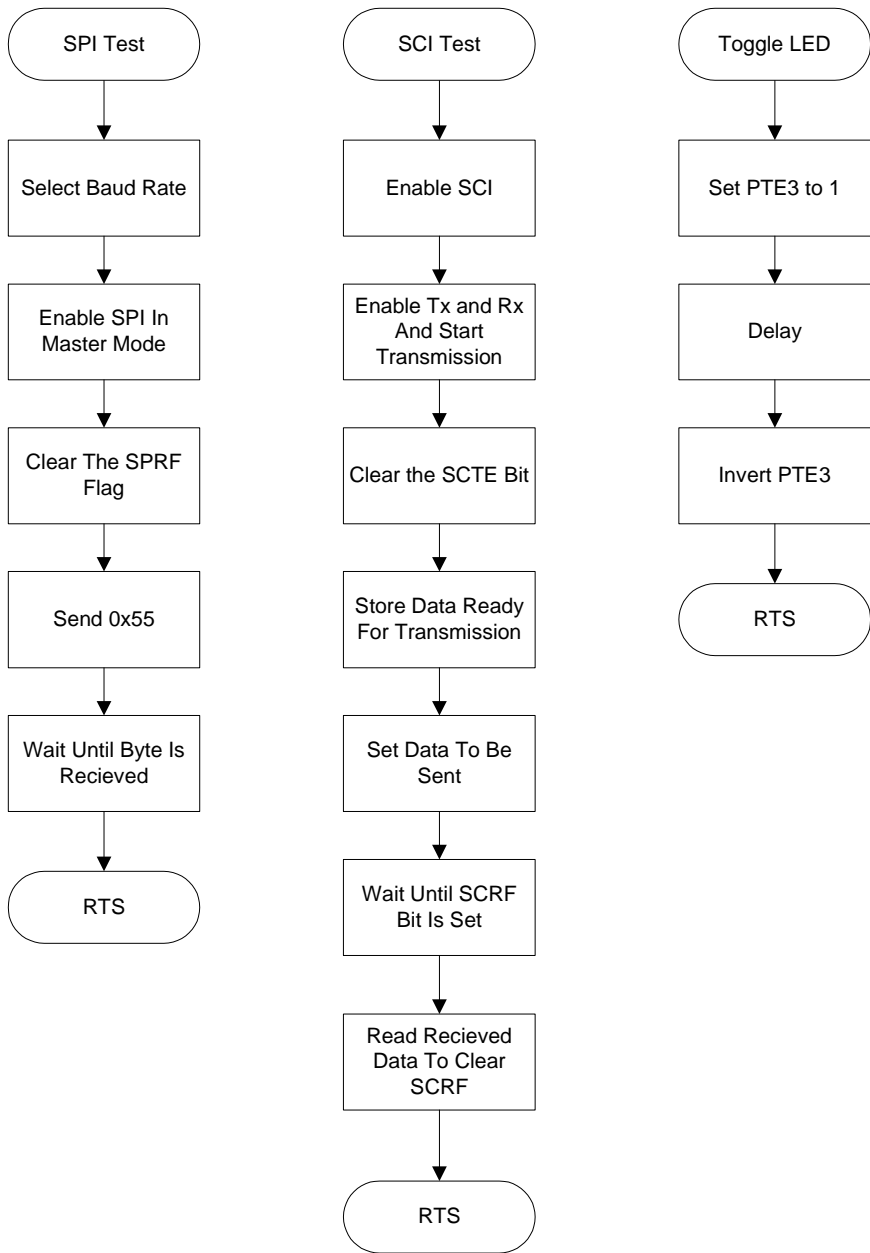 SPI Test
Select Baud Rate
Enable SPI In
Master Mode
Clear The SPRF
Flag
Send 0x55
Wait Until Byte Is
Recieved
RTS
SCI Test
Enable SCI
Enable Tx and Rx
And Start
Transmission
Clear the SCTE Bit
Store Data Ready
For Transmission
Set Data To Be
Sent
Wait Until SCRF
Bit Is Set
Read Recieved
Data To Clear
SCRF
RTS
Toggle LED
Set PTE3 to 1
Delay
Invert PTE3
RTS